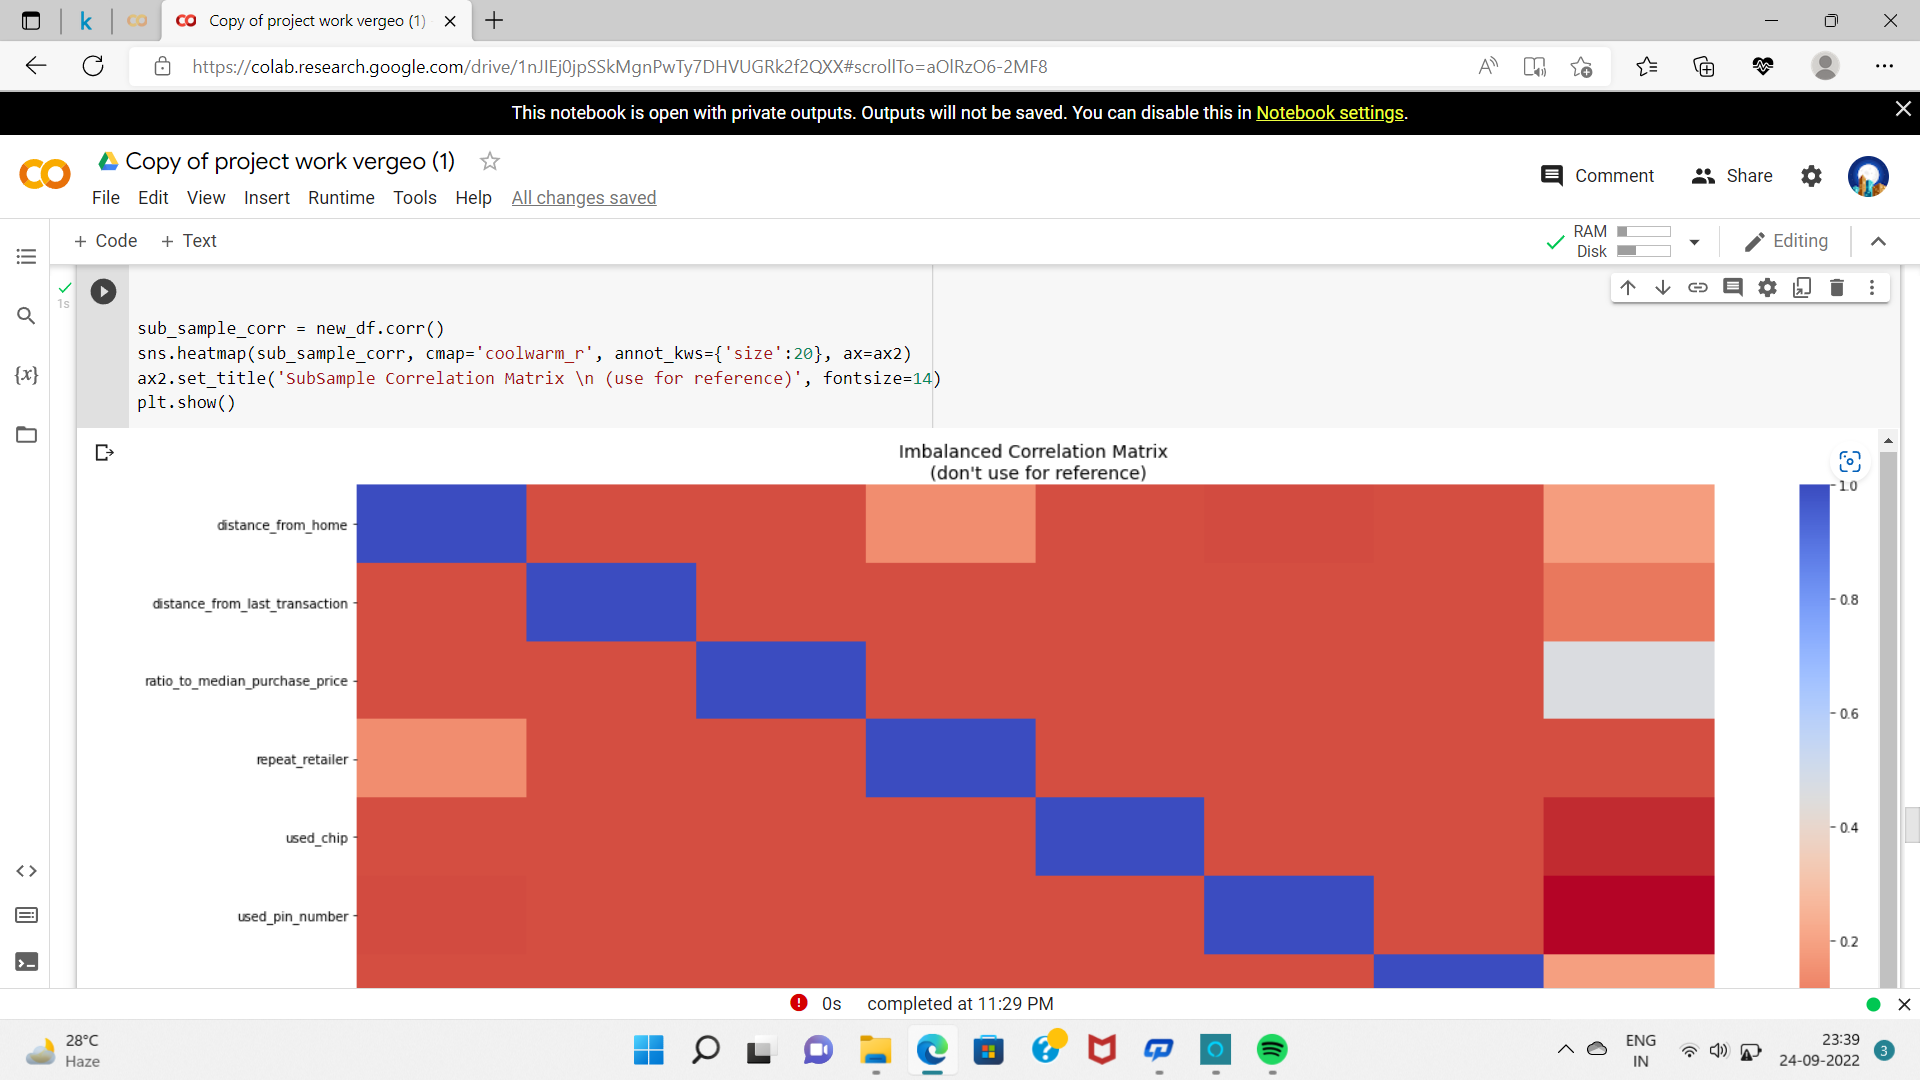 Copy of project work vergeo (1)
https://colab.research.google.com/drive/1nJIEj0jpSSkMgnPwTy7DHVUGRk2f2QXX#scrollTo=aOlRzO6-2MF8
This notebook is open with private outputs. Outputs will not be saved. You can disable this in Notebook settings.
Copy of project work vergeo (1)
Comment
Share
File Edit View Insert Runtime Tools Help All changes saved
+ Code + Text
RAM
Disk
Editing
1s
sub_sample_corr = new_df.corr()
sns.heatmap(sub_sample_corr, cmap='coolwarm_r', annot_kws={'size':20}, ax=ax2)
ax2.set_title('SubSample Correlation Matrix \n (use for reference)', fontsize=14)
plt.show()
{x}
Imbalanced Correlation Matrix
(don't use for reference)
1.0
distance_from_home
distance_from_last_transaction
0.8
ratio_to_median_purchase_price
0.6
repeat_retailer
used_chip
0.4
used_pin_number
0.2
0s completed at 11:29 PM
28°C
Haze
ENG
IN
23:39
24-09-2022
3